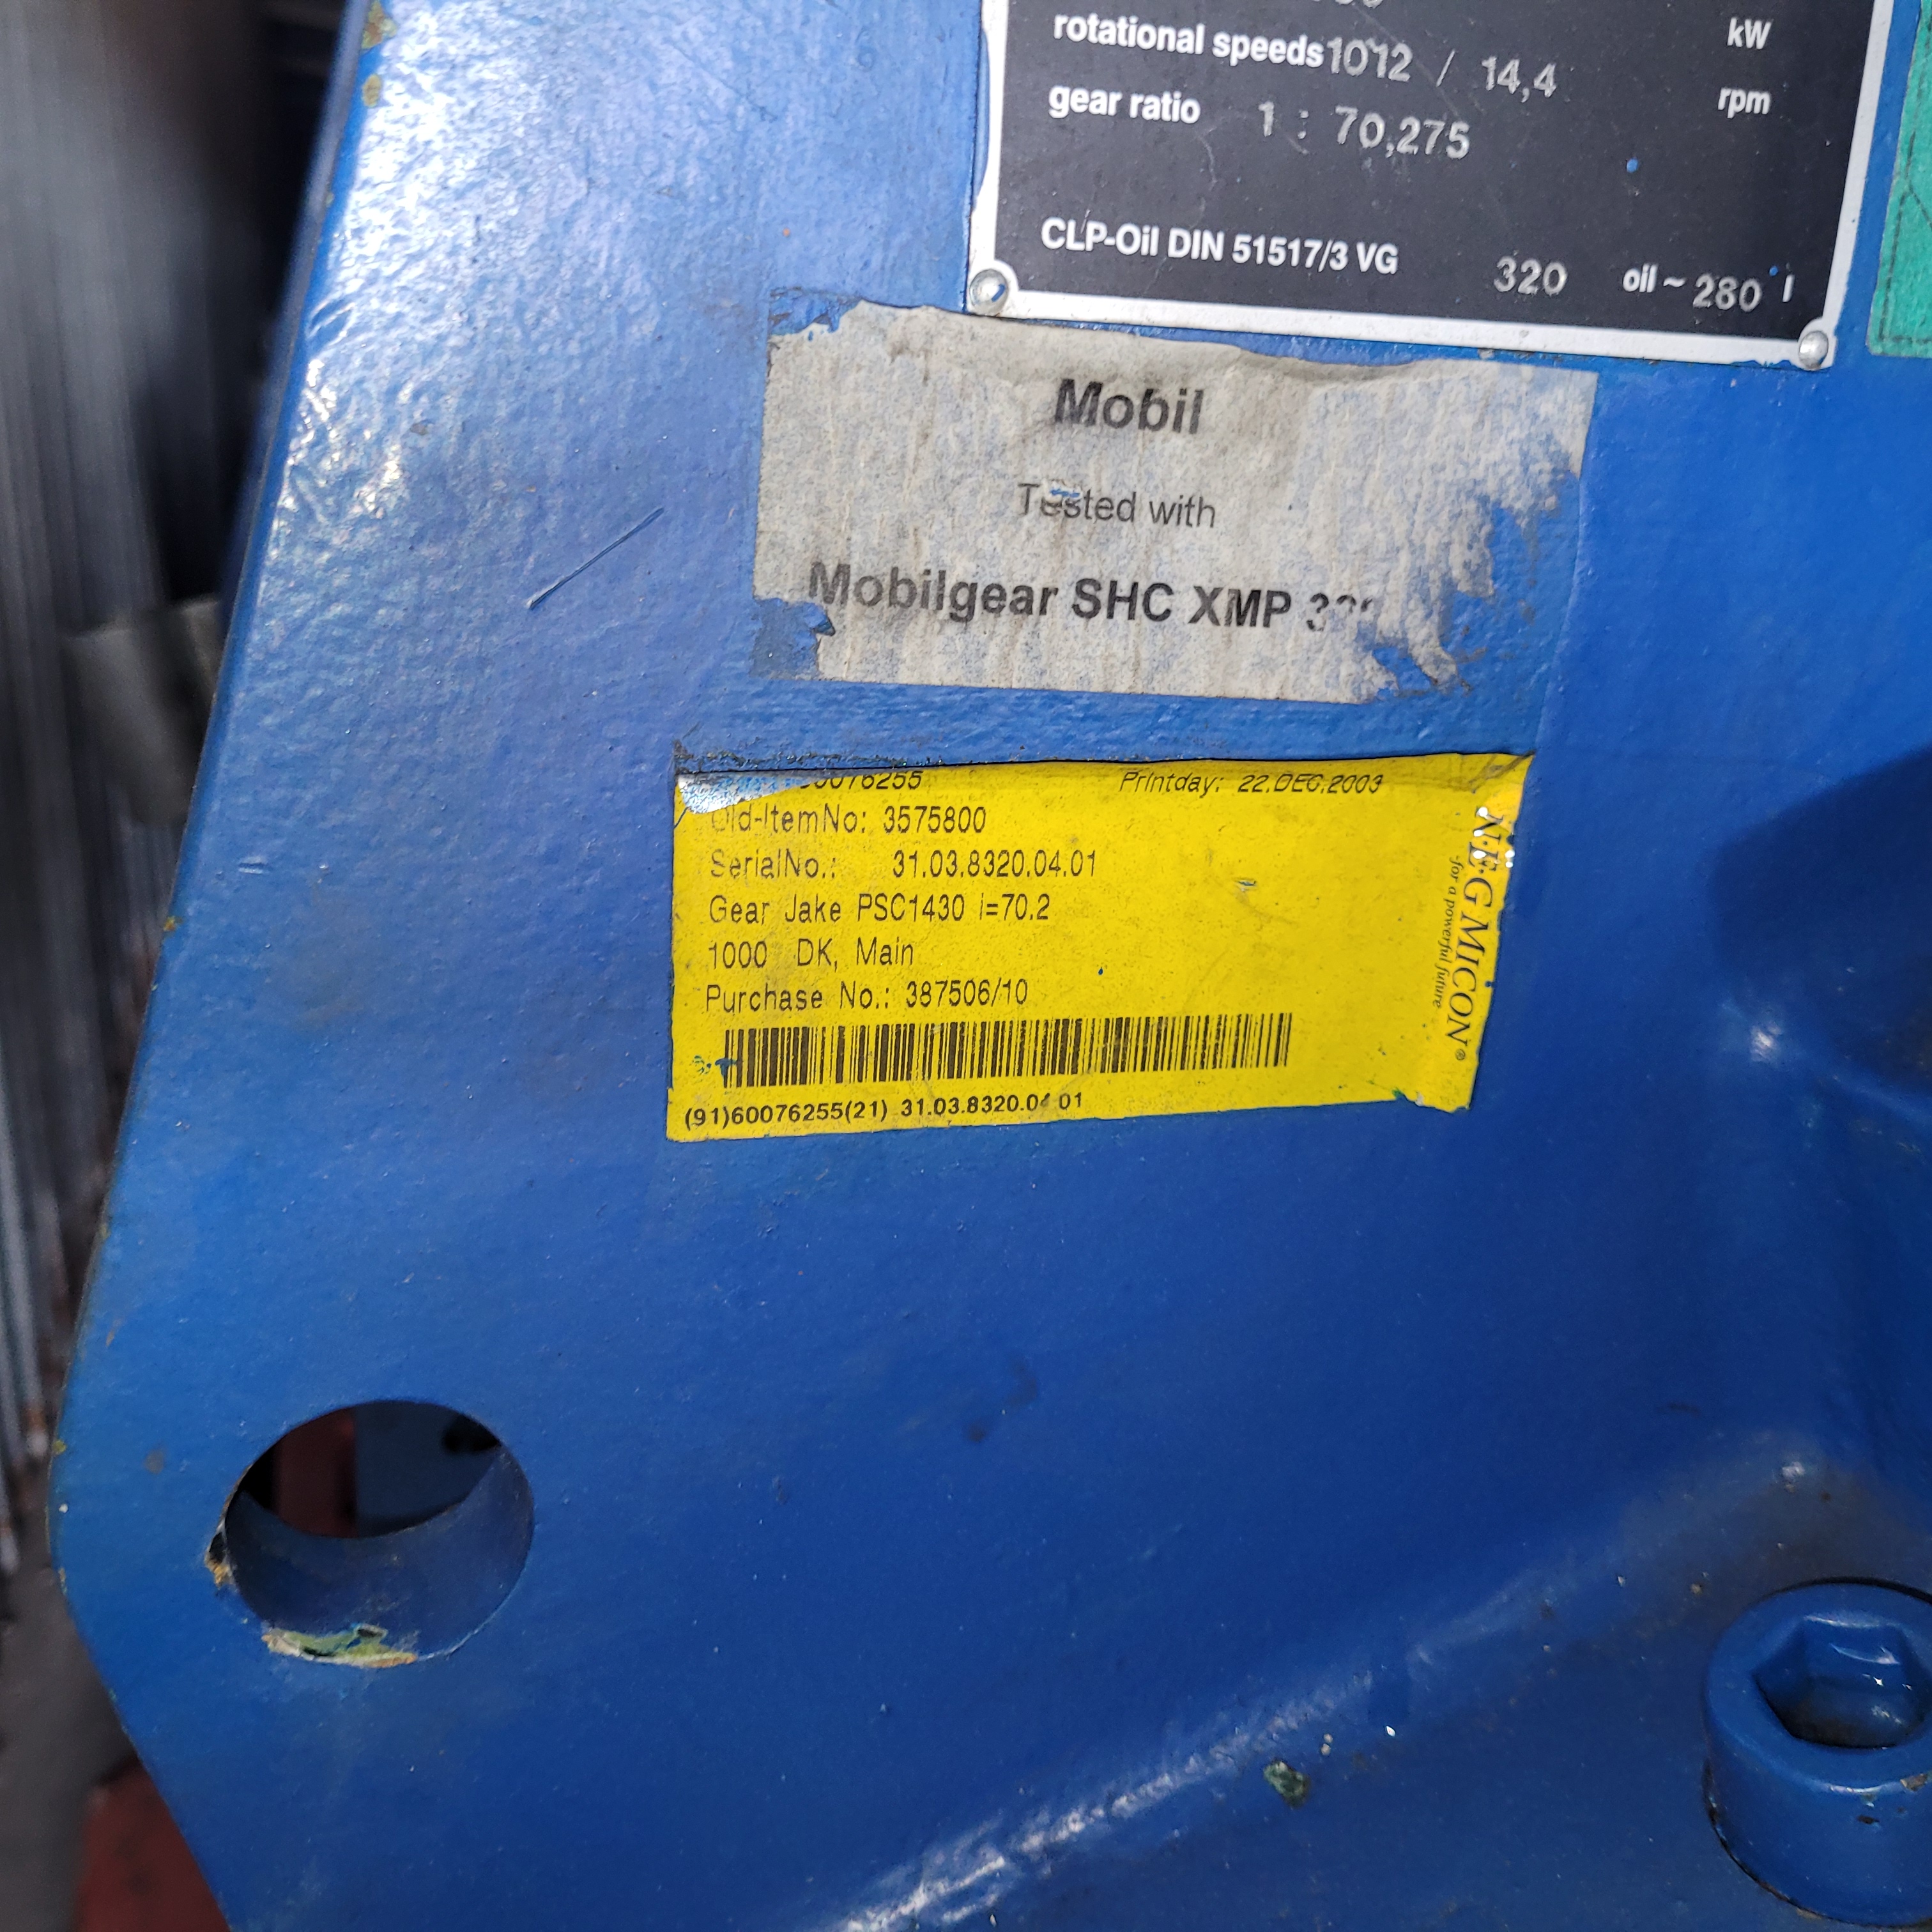 kW
rotational speeds 1012 / 14,4 rpm
gear ratio 1 : 70,275
CLP-Oil DIN 51517/3 VG 320 oil ~ 280 l
Mobil
Tested with
Mobilgear SHC XMP
Printday: 22.DEC.2003
Old-ItemNo: 3575800
SerialNo.: 31.03.8320.04.01
Gear Jake PSC1430 i=70.2
1000 DK, Main
Purchase No.: 387506/10
(91)60076255(21) 31.03.8320.04.01
NEG MICON®
for a powerful future